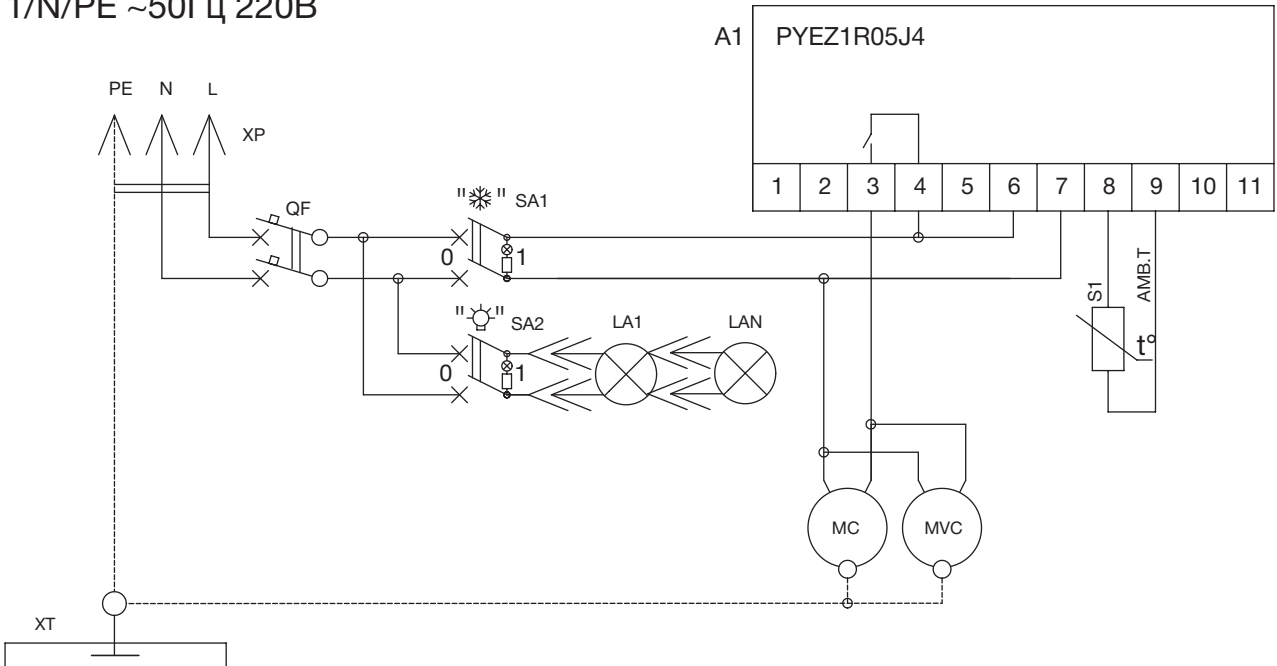 1/N/PE ~50Гц 220В
A1 PYEZ1R05J4
PE N L
XP
1 2 3 4 5 6 7 8 9 10 11
QF
"❄" SA1
0 1
S1
AMB.T
t°
" " SA2
0 1
LA1
LAN
MC
MVC
XT